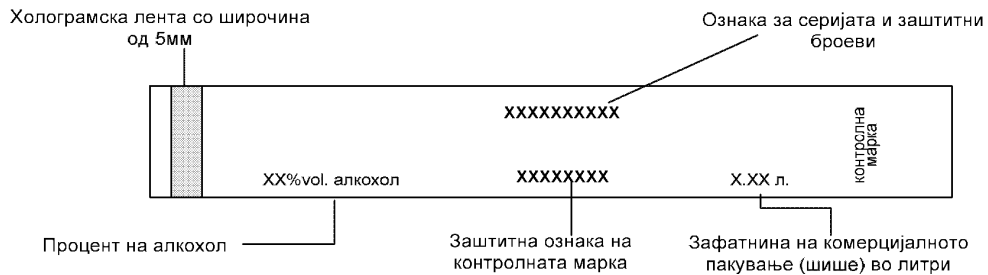 Холограмска лента со широчина
од 5мм
Ознака за серијата и заштитни
броеви
XXXXXXXXXX
XX%vol. алкохол
XXXXXXXX
X.XX л.
контрслна
марка
Процент на алкохол
Заштитна ознака на
контролната марка
Зафатнина на комерцијалното
пакување (шише) во литри